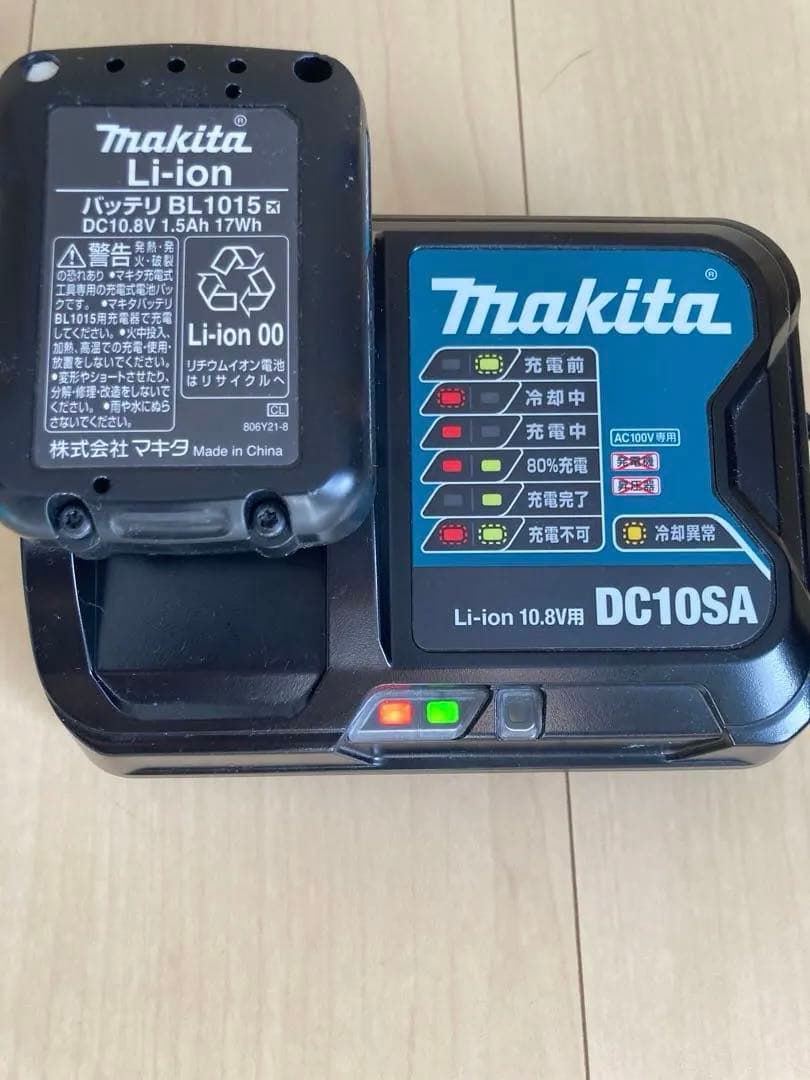 makita®
Li-ion
バッテリ BL1015
DC10.8V 1.5Ah 17Wh
警告 発熱・発
火・破裂
の恐れあり ●マキタ充電式
工具専用の充電式電池パッ
クです。 ●マキタバッテリ
BL1015用充電器で充電
してください。●火中投入、
加熱、高温での充電・使用・
放置をしないでください。
●変形やショートさせたり、
分解・修理・改造をしないで
ください。●雨や水にぬら
さないでください。
Li-ion 00
リチウムイオン電池
はリサイクルへ
CL
806Y21-8
株式会社 マキタ Made in China
makita®
充電前
冷却中
充電中
80%充電
充電完了
充電不可
AC100V専用
発電機
昇圧器
冷却異常
Li-ion 10.8V用 DC10SA